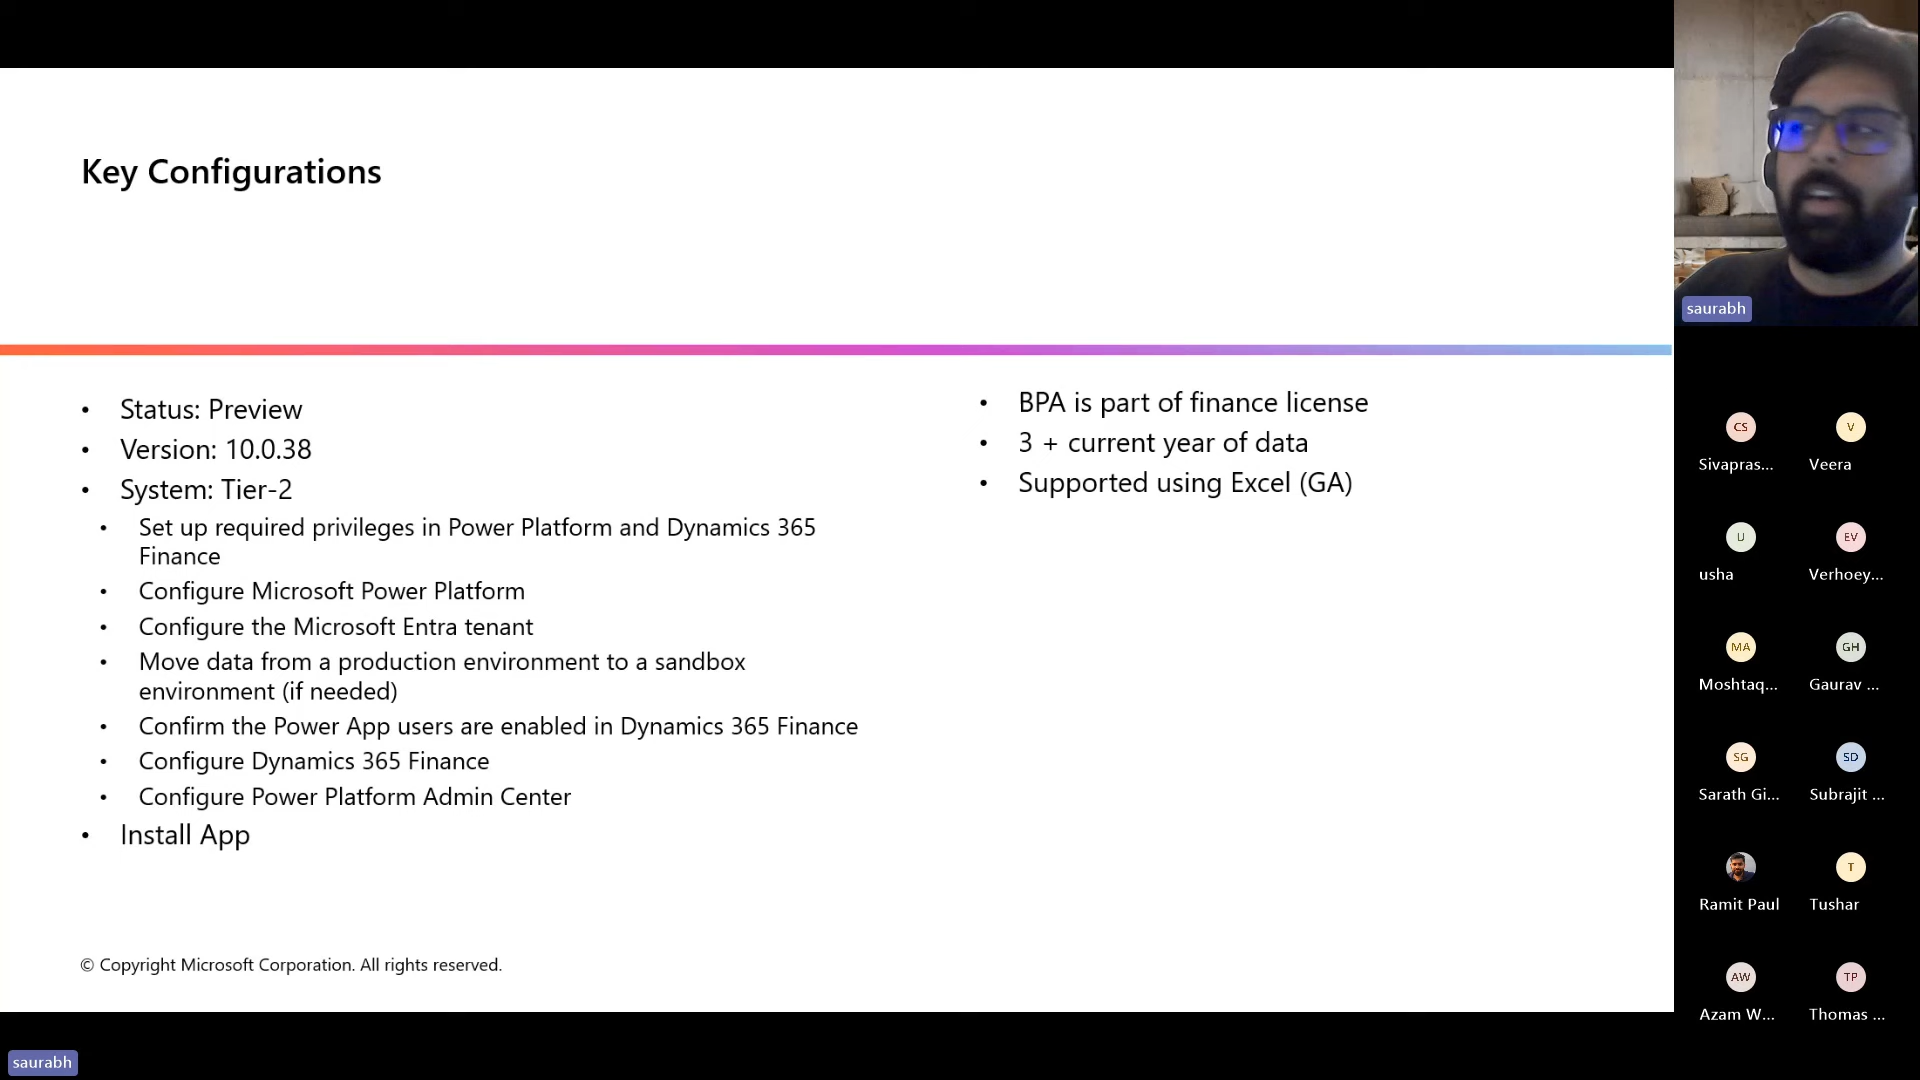 Key Configurations
• Status: Preview
• Version: 10.0.38
• System: Tier-2
• Set up required privileges in Power Platform and Dynamics 365
Finance
• Configure Microsoft Power Platform
• Configure the Microsoft Entra tenant
• Move data from a production environment to a sandbox
environment (if needed)
• Confirm the Power App users are enabled in Dynamics 365 Finance
• Configure Dynamics 365 Finance
• Configure Power Platform Admin Center
• Install App
• BPA is part of finance license
• 3 + current year of data
• Supported using Excel (GA)
© Copyright Microsoft Corporation. All rights reserved.
saurabh
saurabh
CS
Sivapras...
V
Veera
U
usha
EV
Verhoey...
MA
Moshtaq...
GH
Gaurav ...
SG
Sarath Gi...
SD
Subrajit ...
Ramit Paul
T
Tushar
AW
Azam W...
TP
Thomas ...